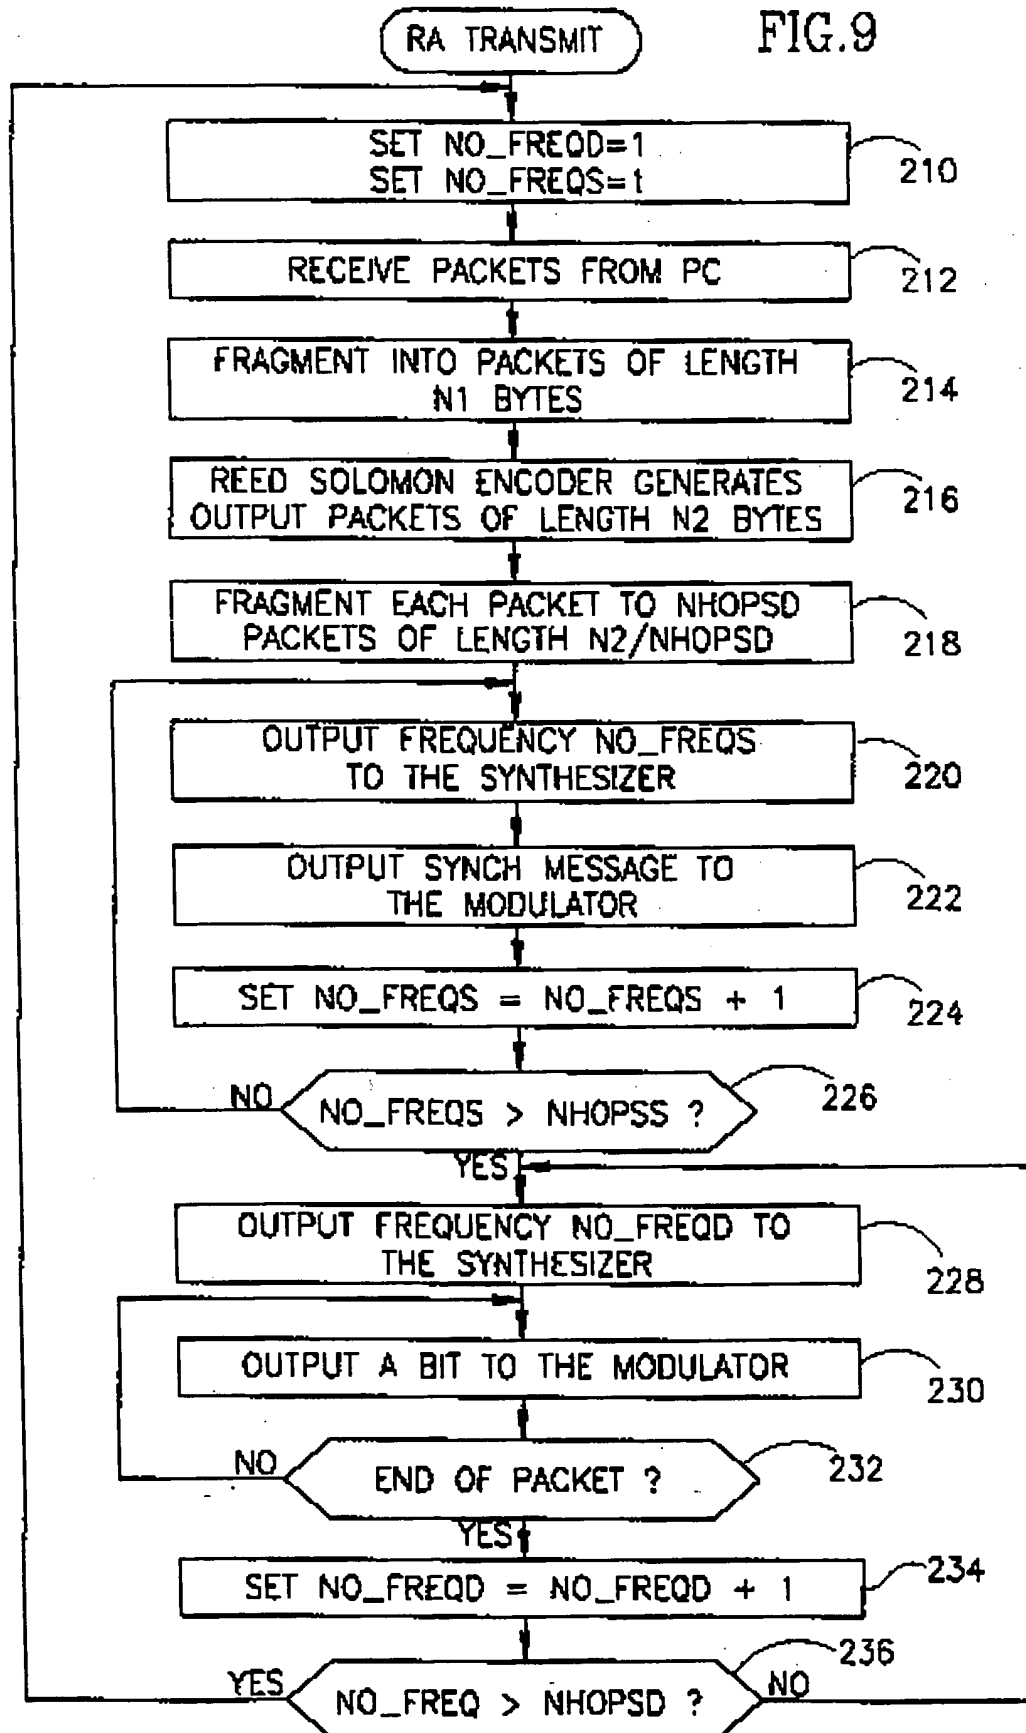 RA TRANSMIT
FIG.9
SET NO_FREQD=1
SET NO_FREQS=t
210
RECEIVE PACKETS FROM PC
212
FRAGMENT INTO PACKETS OF LENGTH
N1 BYTES
214
REED SOLOMON ENCODER GENERATES
OUTPUT PACKETS OF LENGTH N2 BYTES
216
FRAGMENT EACH PACKET TO NHOPSD
PACKETS OF LENGTH N2/NHOPSD
218
OUTPUT FREQUENCY NO_FREQS
TO THE SYNTHESIZER
220
OUTPUT SYNCH MESSAGE TO
THE MODULATOR
222
SET NO_FREQS = NO_FREQS + 1
224
NO
NO_FREQS > NHOPSS ?
226
YES
OUTPUT FREQUENCY NO_FREQD TO
THE SYNTHESIZER
228
OUTPUT A BIT TO THE MODULATOR
230
NO
END OF PACKET ?
232
YES
SET NO_FREQD = NO_FREQD + 1
234
YES
NO_FREQ > NHOPSD ?
236
NO